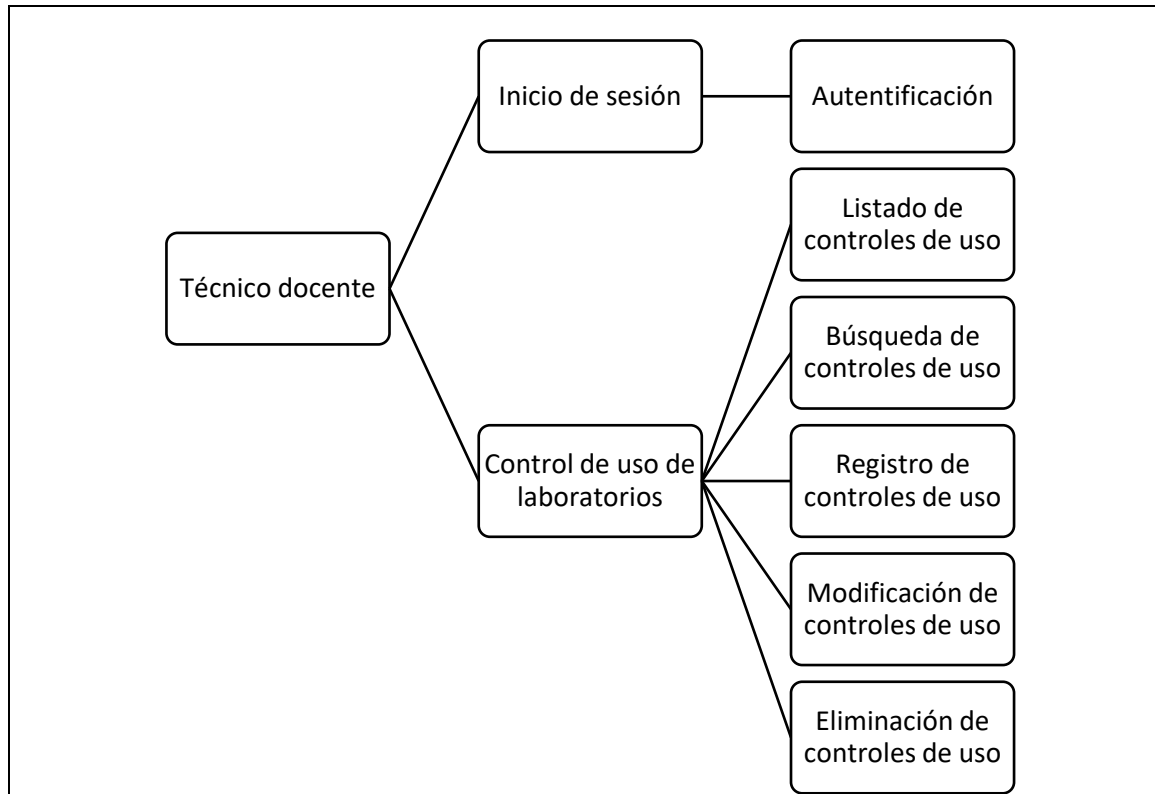 Inicio de sesión
Autentificación
Listado de
controles de uso
Técnico docente
Búsqueda de
controles de uso
Control de uso de
laboratorios
Registro de
controles de uso
Modificación de
controles de uso
Eliminación de
controles de uso